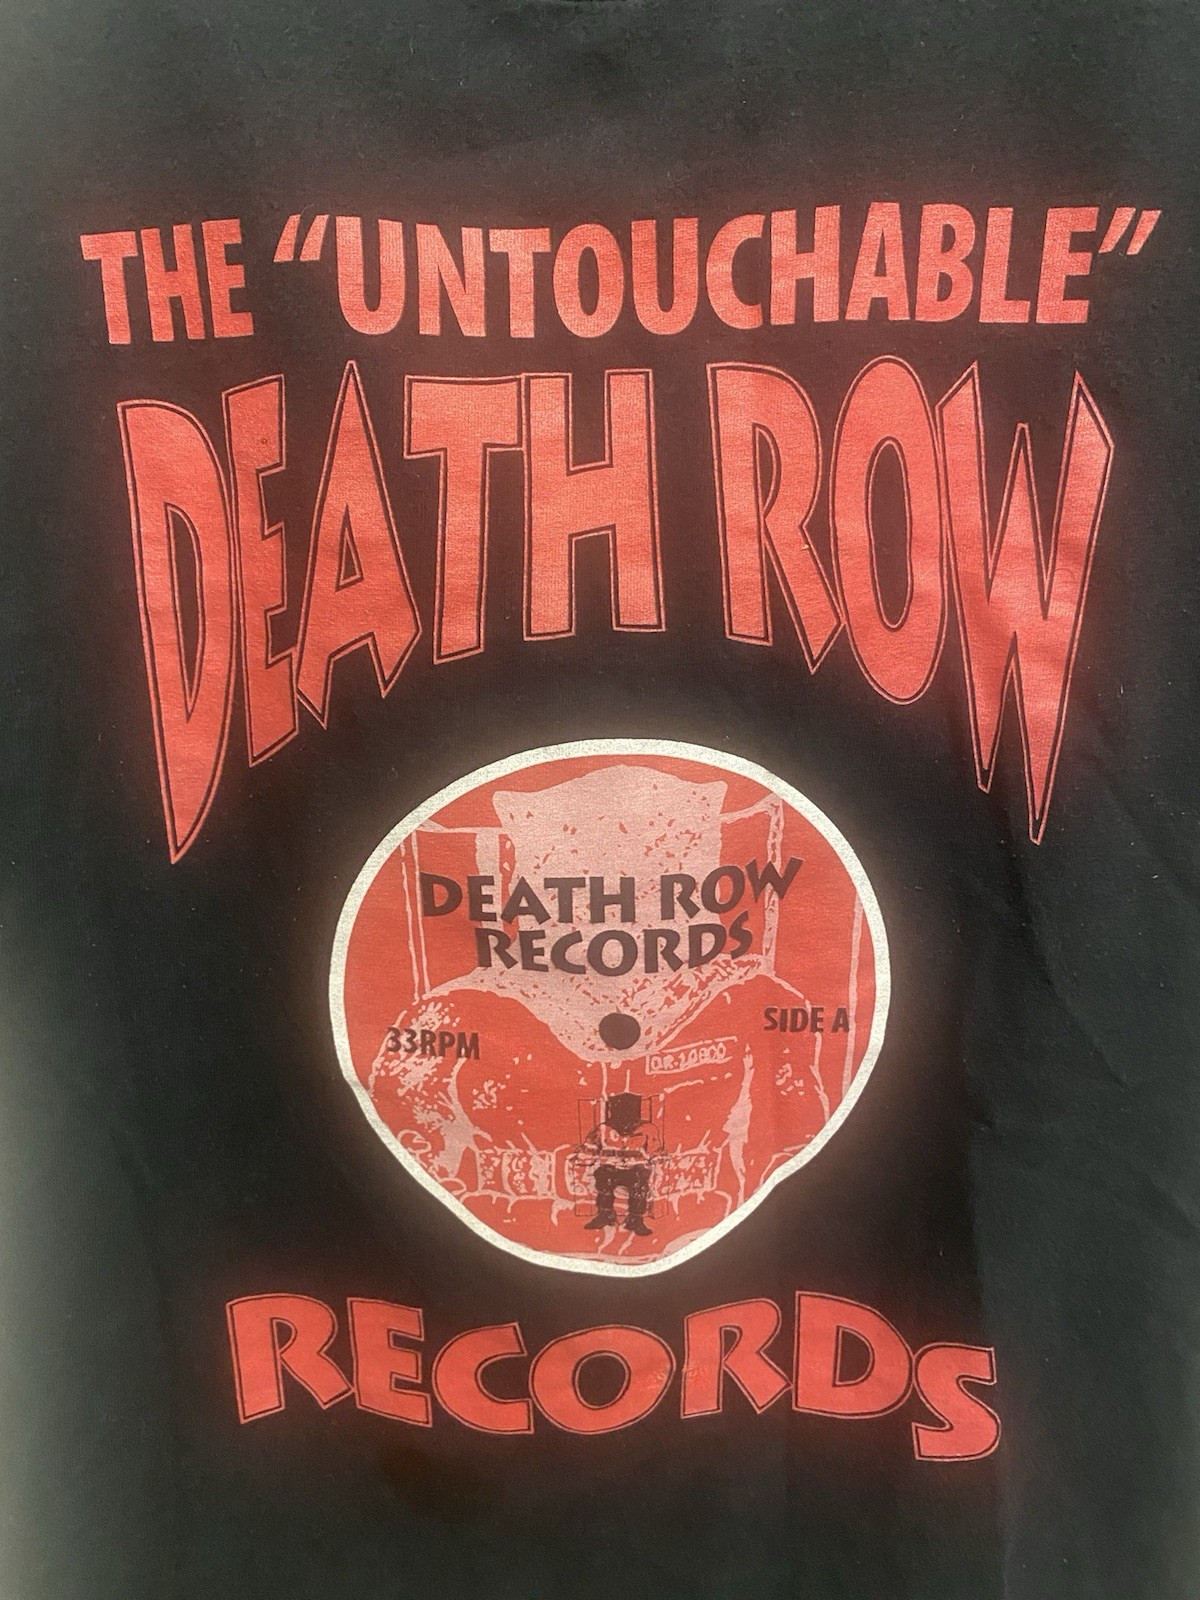 THE “UNTOUCHABLE”
DEATH ROW
DEATH ROW
RECORDS
SIDE A
33RPM
RECORDS